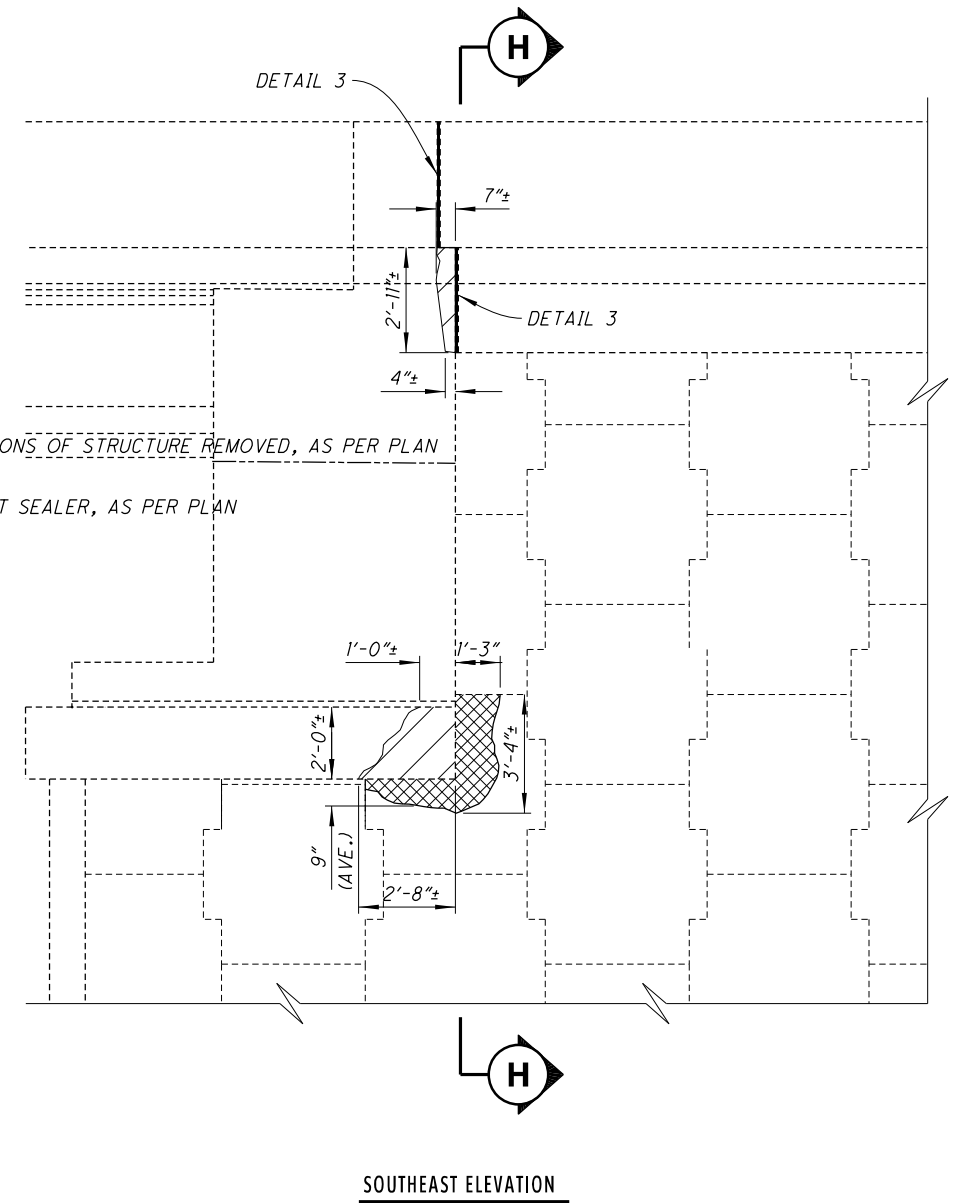 H
DETAIL 3
7"±
2'-11"±
DETAIL 3
4"±
ONS OF STRUCTURE REMOVED, AS PER PLAN
T SEALER, AS PER PLAN
1'-0"±
1'-3"
2'-0"±
3'-4"±
9"
(AVE.)
2'-8"±
H
SOUTHEAST ELEVATION